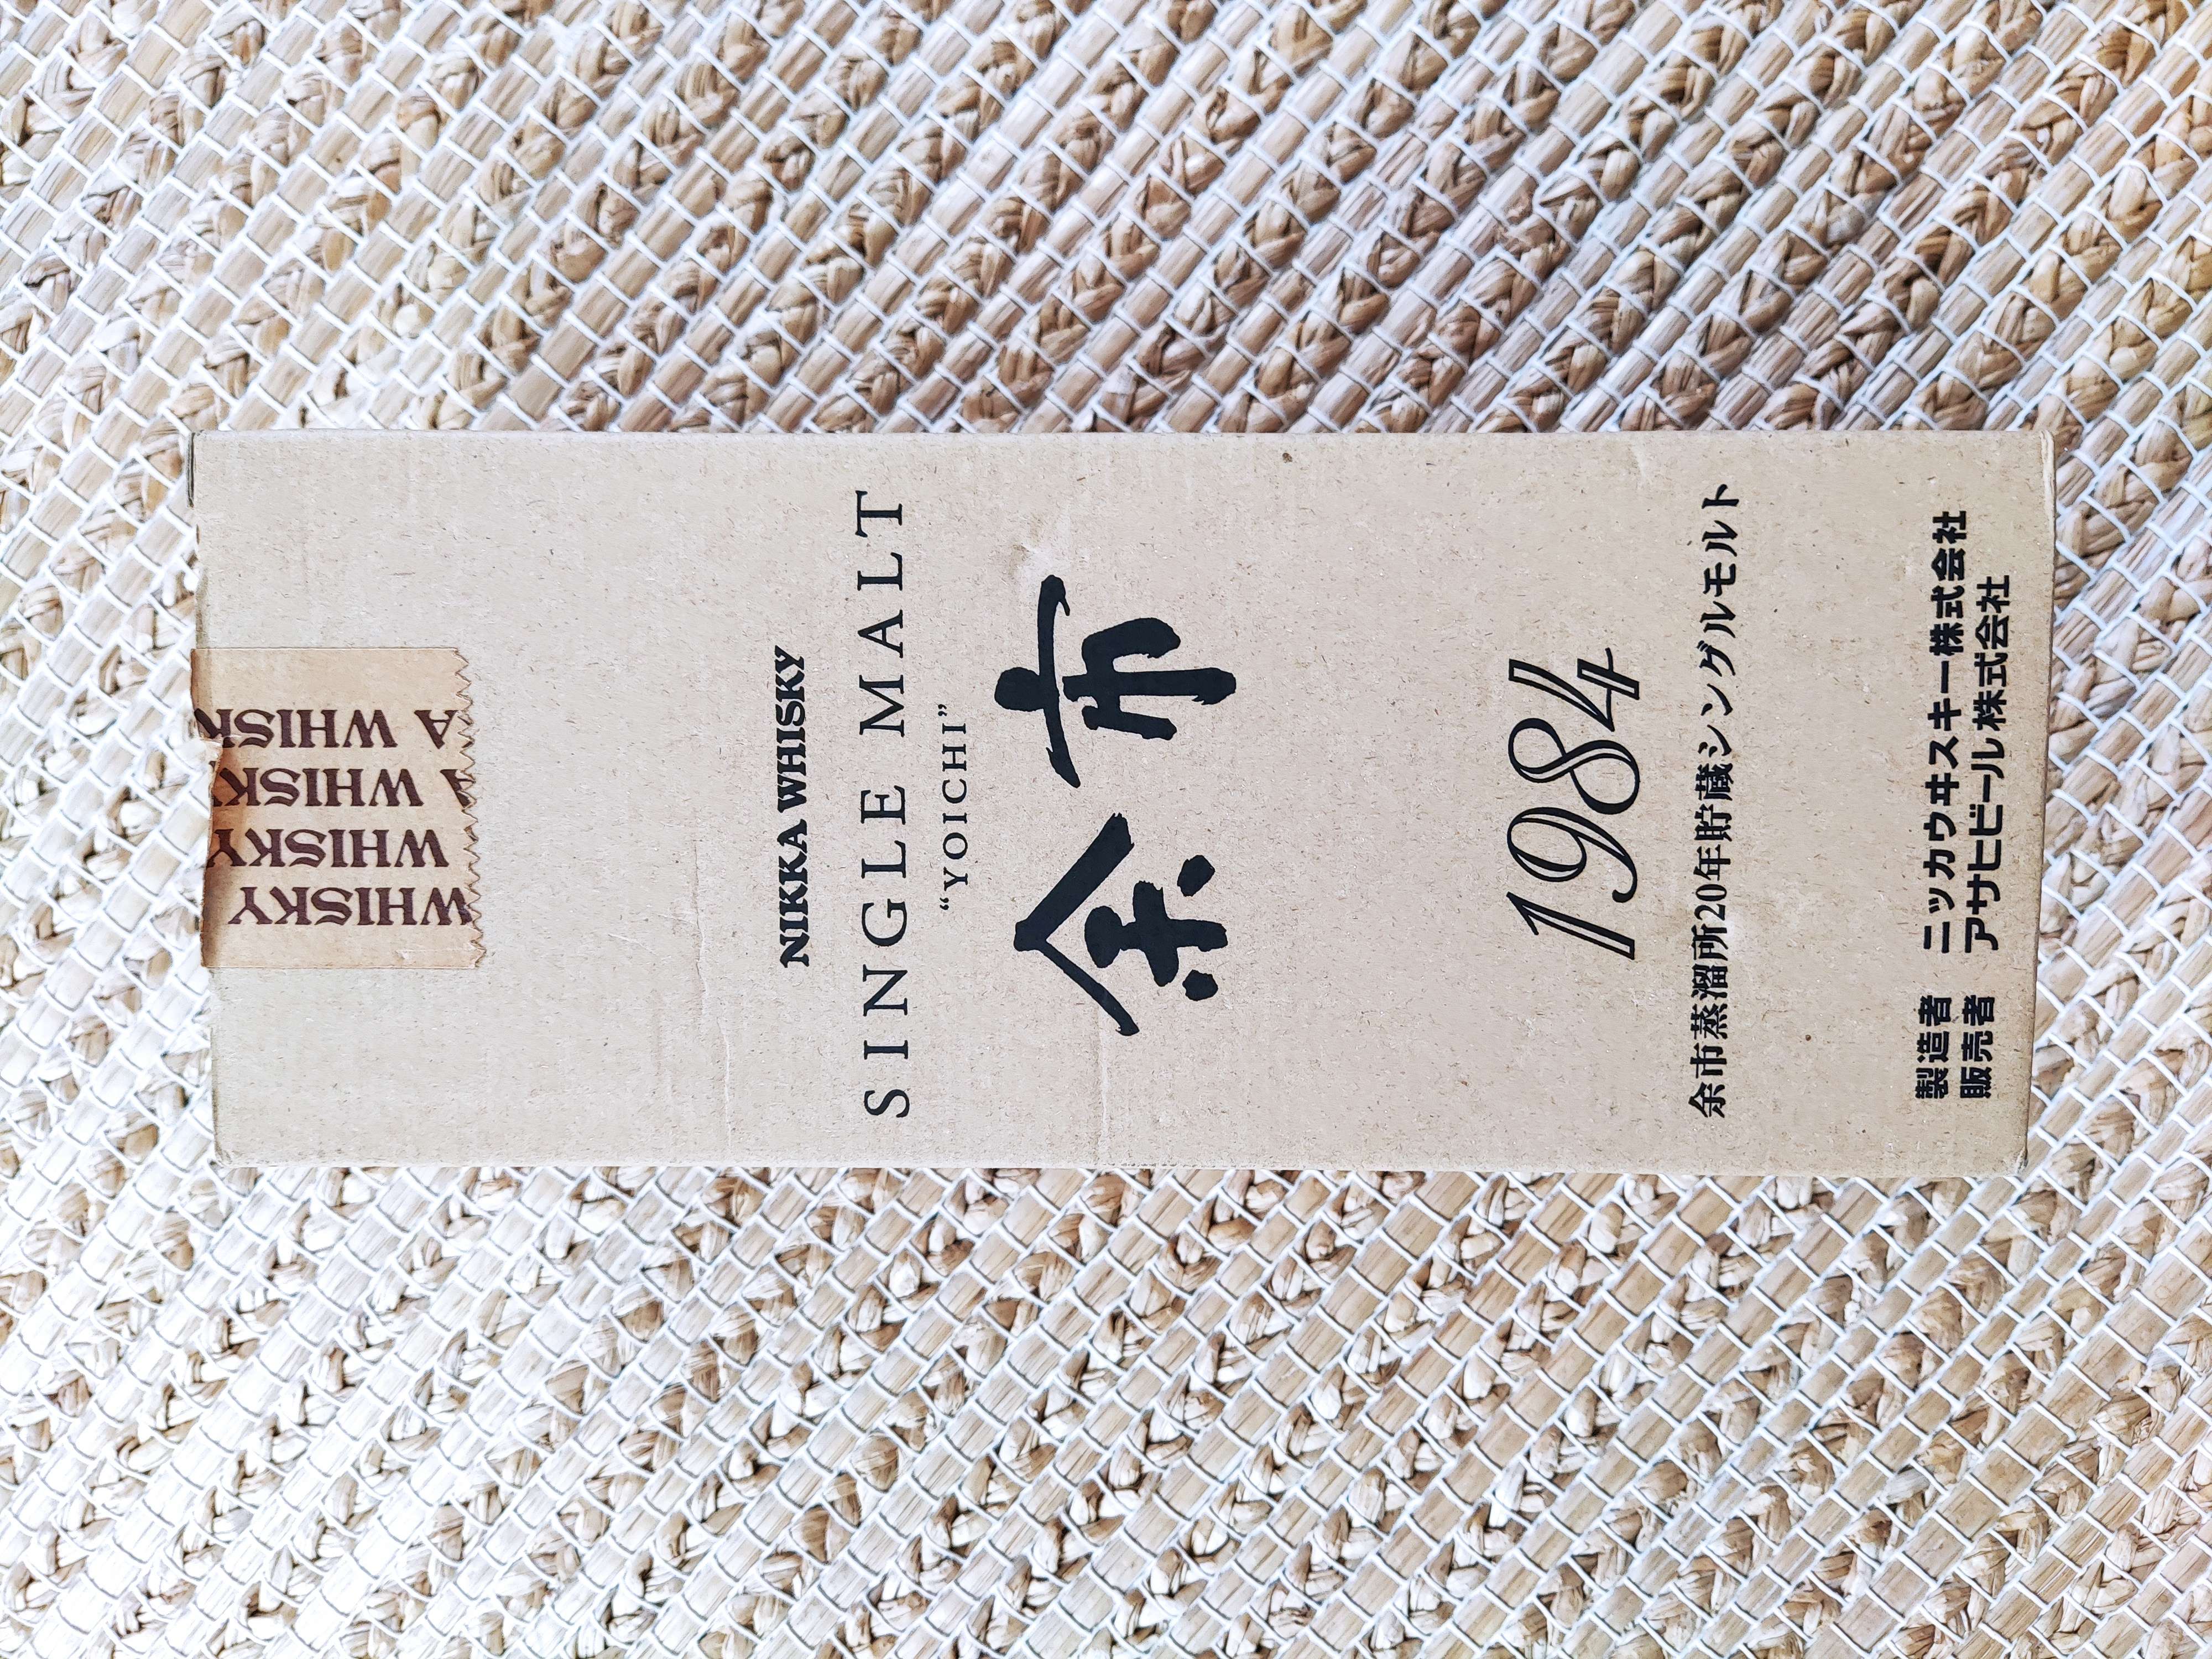 WHISKY
WHISKY
A WHISKY
A WHISK
NIKKA WHISKY
SINGLE MALT
“YOICHI”
余市
1984
余市蒸溜所20年貯蔵シングルモルト
製造者 ニッカウヰスキー株式会社
販売者 アサヒビール株式会社